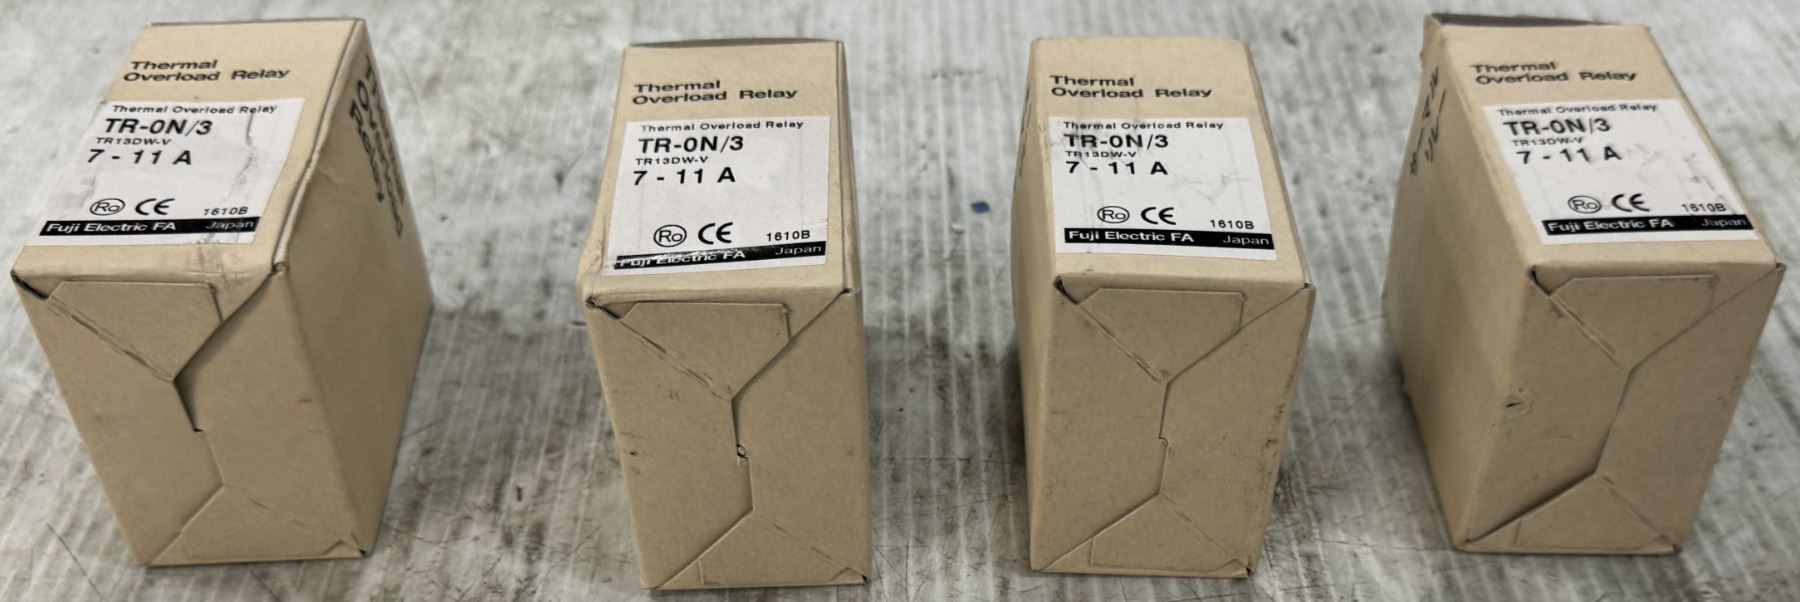 Thermal
Overload Relay
Thermal Overload Relay
TR-0N/3
TR13DW-V
7 - 11 A
Ro CE 1610B
Fuji Electric FA Japan
Thermal
Overload Relay
Thermal Overload Relay
TR-0N/3
TR13DW-V
7 - 11 A
Ro CE 1610B
Fuji Electric FA Japan
Thermal
Overload Relay
Thermal Overload Relay
TR-0N/3
TR13DW-V
7 - 11 A
Ro CE 1610B
Fuji Electric FA Japan
Thermal
Overload Relay
Thermal Overload Relay
TR-0N/3
TR13DW-V
7 - 11 A
Ro CE 1610B
Fuji Electric FA Japan